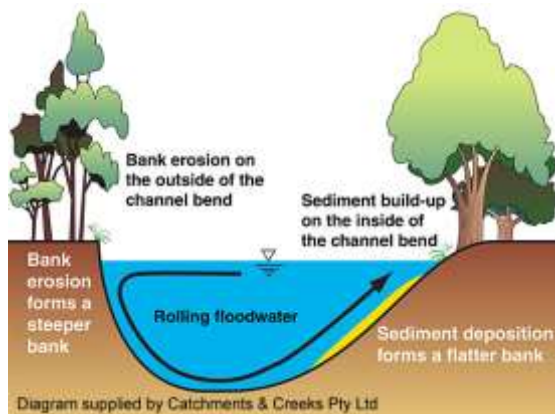 Bank erosion on
the outside of the
channel bend
Sediment build-up
on the inside of
the channel bend
Bank
erosion
forms a
steeper
bank
Rolling floodwater
Sediment deposition
forms a flatter bank
Diagram supplied by Catchments & Creeks Pty Ltd